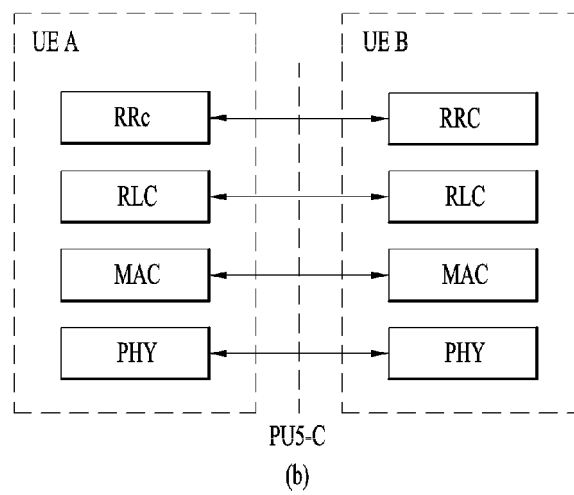 UE A
UE B
RRc
RRC
RLC
RLC
MAC
MAC
PHY
PHY
PU5-C
(b)